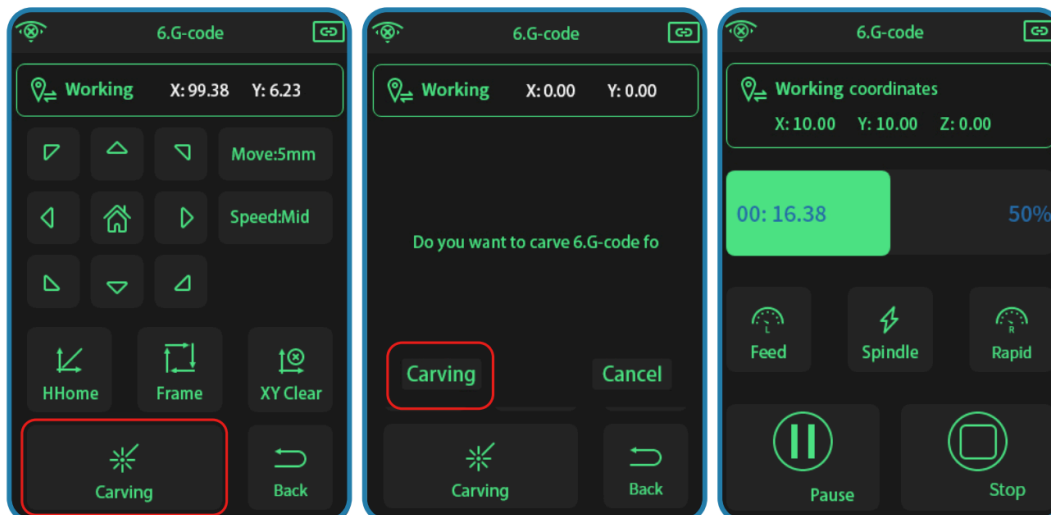 6.G-code
Working X: 99.38 Y: 6.23
Move:5mm
Speed:Mid
HHome Frame XY Clear
Carving Back
6.G-code
Working X: 0.00 Y: 0.00
Do you want to carve 6.G-code fo
Carving Cancel
Carving Back
6.G-code
Working coordinates
X: 10.00 Y: 10.00 Z: 0.00
00: 16.38 50%
L R
Feed Spindle Rapid
Pause Stop